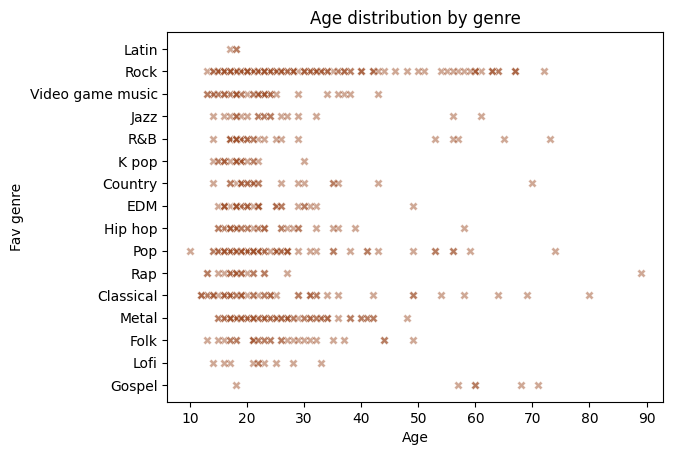 Age distribution by genre
Latin
Rock
Video game music
Jazz
R&B
K pop
Country
EDM
Hip hop
Pop
Rap
Classical
Metal
Folk
Lofi
Gospel
Fav genre
10 20 30 40 50 60 70 80 90
Age